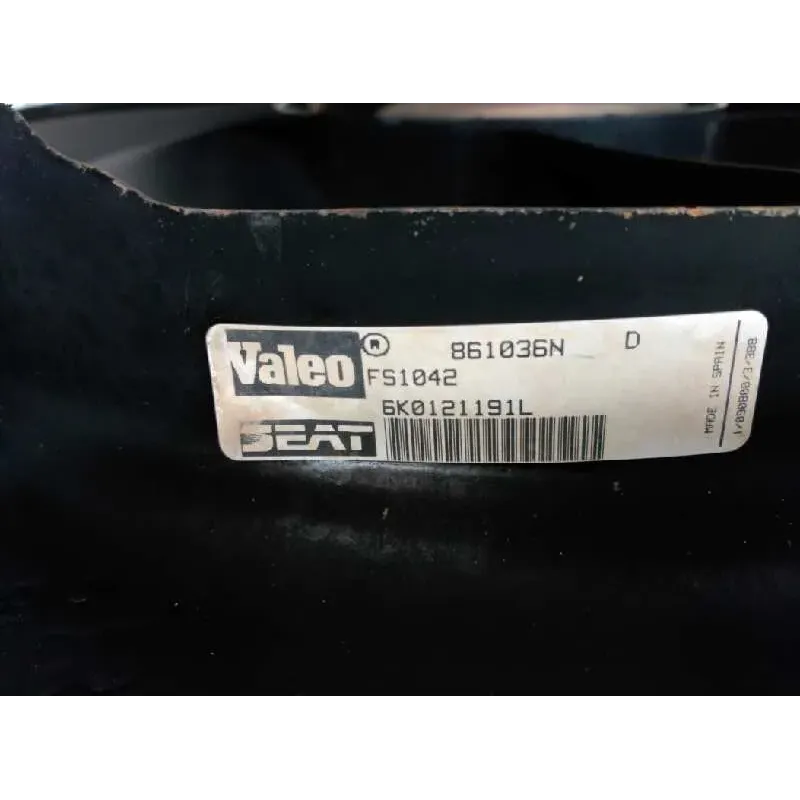 Valeo ® 861036N D
FS1042
6K0121191L
SEAT
MADE IN SPAIN